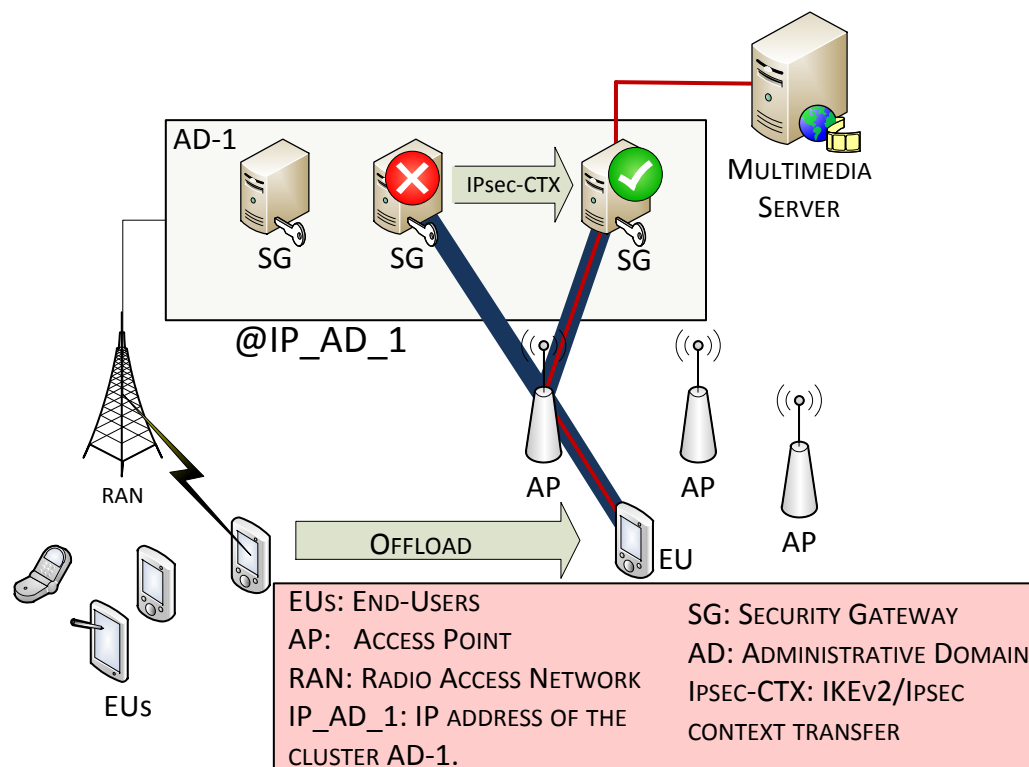 AD-1
IPsec-CTX
SG
SG
SG
MULTIMEDIA
SERVER
@IP_AD_1
RAN
AP
AP
AP
OFFLOAD
EU
EUs
EUs: END-USERS
AP: ACCESS POINT
RAN: RADIO ACCESS NETWORK
IP_AD_1: IP ADDRESS OF THE
CLUSTER AD-1.
SG: SECURITY GATEWAY
AD: ADMINISTRATIVE DOMAIN
IPSEC-CTX: IKEV2/IPSEC
CONTEXT TRANSFER